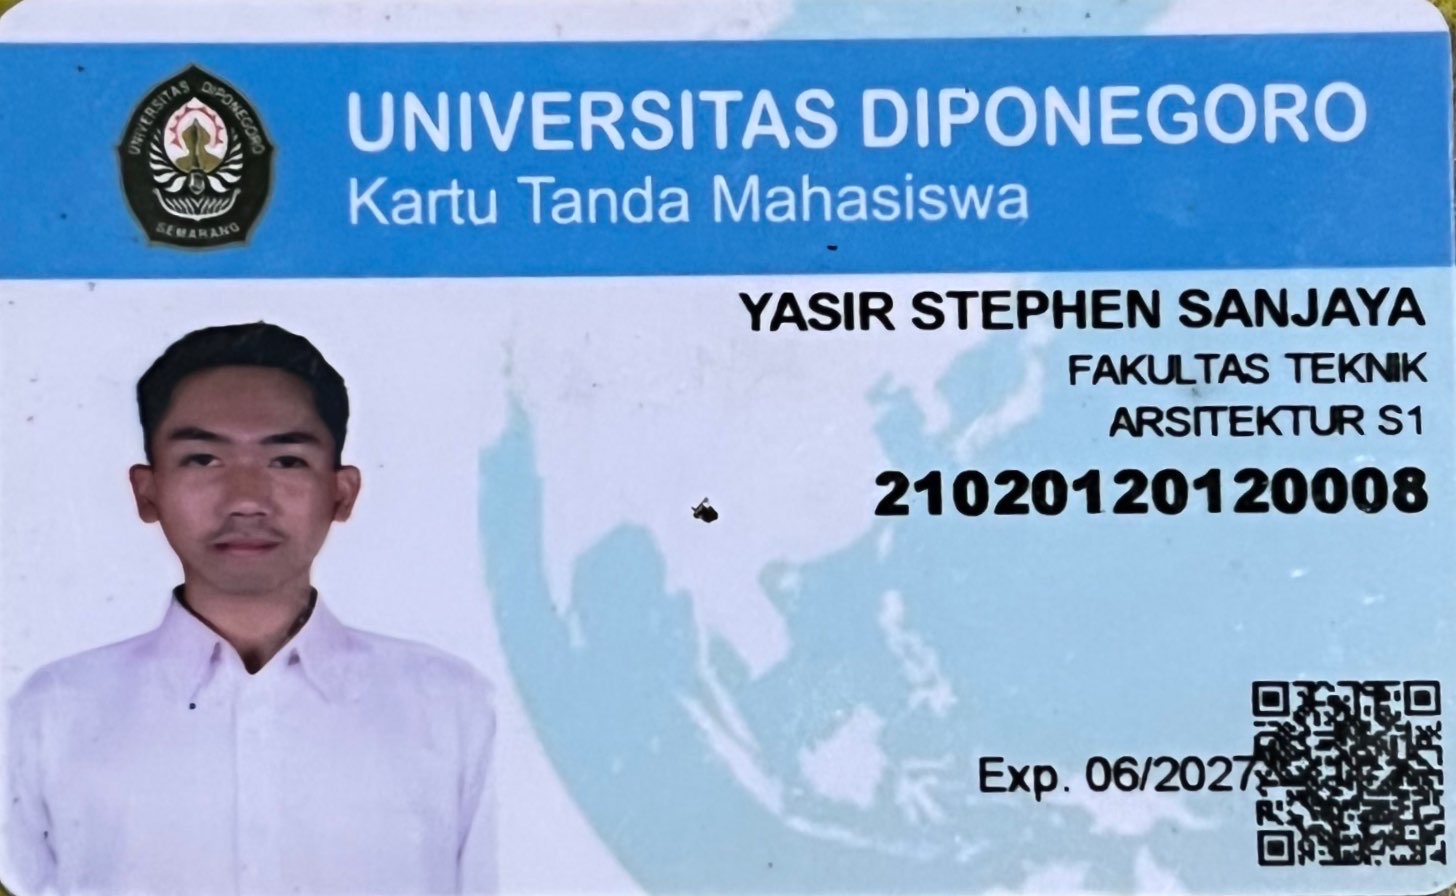 UNIVERSITAS DIPONEGORO
SEMARANG
UNIVERSITAS DIPONEGORO
Kartu Tanda Mahasiswa
YASIR STEPHEN SANJAYA
FAKULTAS TEKNIK
ARSITEKTUR S1
21020120120008
Exp. 06/2027